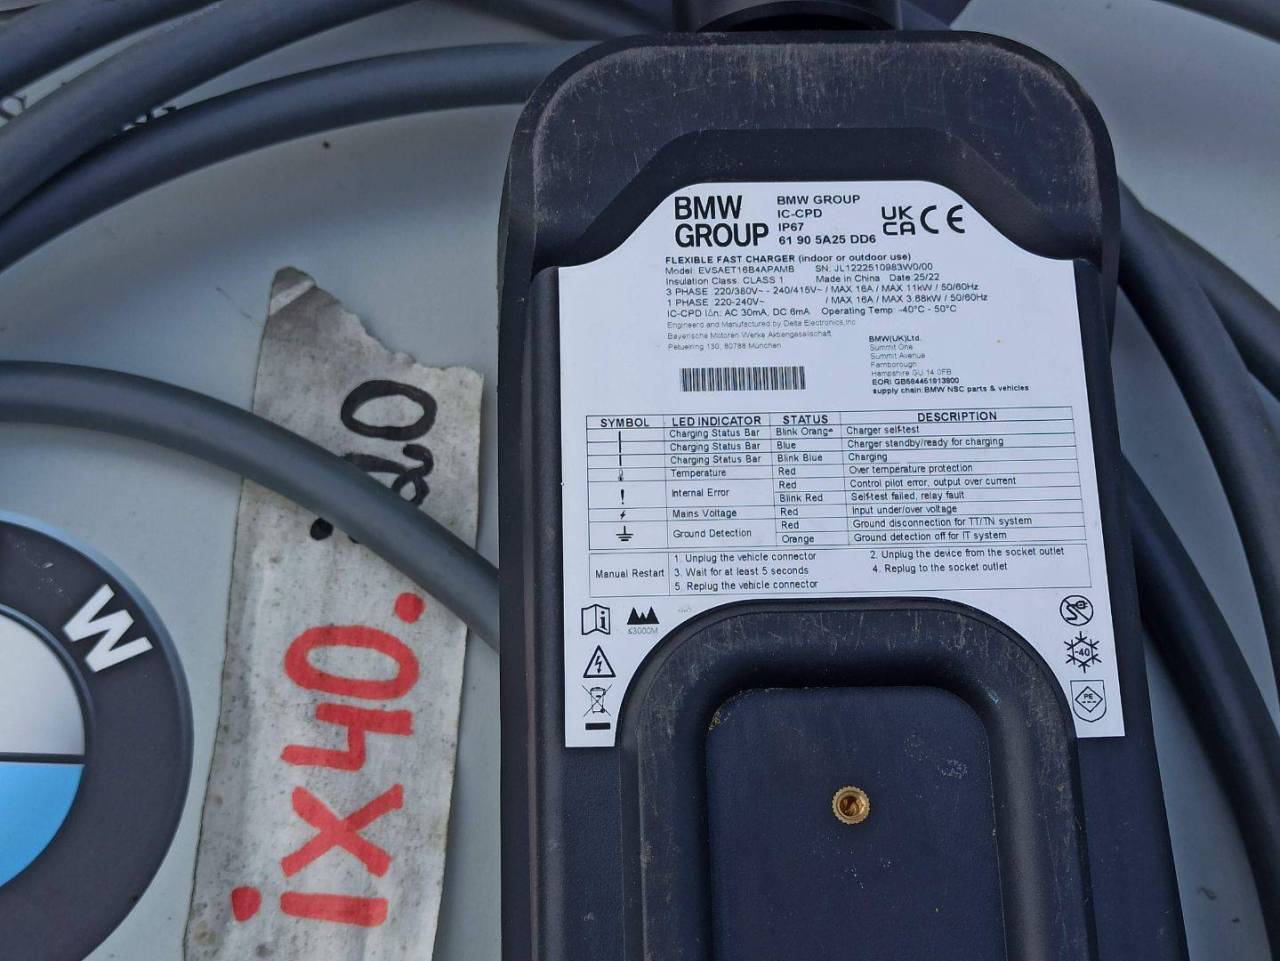 BMW
GROUP
BMW GROUP
IC-CPD
IP67
61 90 5A25 DD6
UK
CA CE
FLEXIBLE FAST CHARGER (indoor or outdoor use)
Model: EVSAET16B4APAMB SN: JL1222510983W0/00
Insulation Class: CLASS 1 Made in China Date:25/22
3 PHASE :220/380V~ - 240/415V~ / MAX 16A / MAX 11kW / 50/60Hz
1 PHASE :220-240V~ / MAX 16A / MAX 3.68kW / 50/60Hz
IC-CPD IΔn: AC 30mA, DC 6mA Operating Temp -40°C - 50°C
Engineered and Manufactured by Delta Electronics,Inc
Bayerische Motoren Werke Aktiengesellschaft
Petuelring 130, 80788 München
BMW(UK)Ltd.
Summit One
Summit Avenue
Farnborough
Hampshire GU 14 0FB
EORI GB584451913900
supply chain:BMW NSC parts & vehicles
SYMBOL LED INDICATOR STATUS DESCRIPTION
Charging Status Bar Blink Orange Charger self-test
Charging Status Bar Blue Charger standby/ready for charging
Charging Status Bar Blink Blue Charging
Temperature Red Over temperature protection
Internal Error Red Control pilot error, output over current
Blink Red Self-test failed, relay fault
Mains Voltage Red Input under/over voltage
Ground Detection Red Ground disconnection for TT/TN system
Orange Ground detection off for IT system
Manual Restart 1. Unplug the vehicle connector 2. Unplug the device from the socket outlet
3. Wait for at least 5 seconds 4. Replug to the socket outlet
5. Replug the vehicle connector
≤3000M
-40
PE
W
ix40.